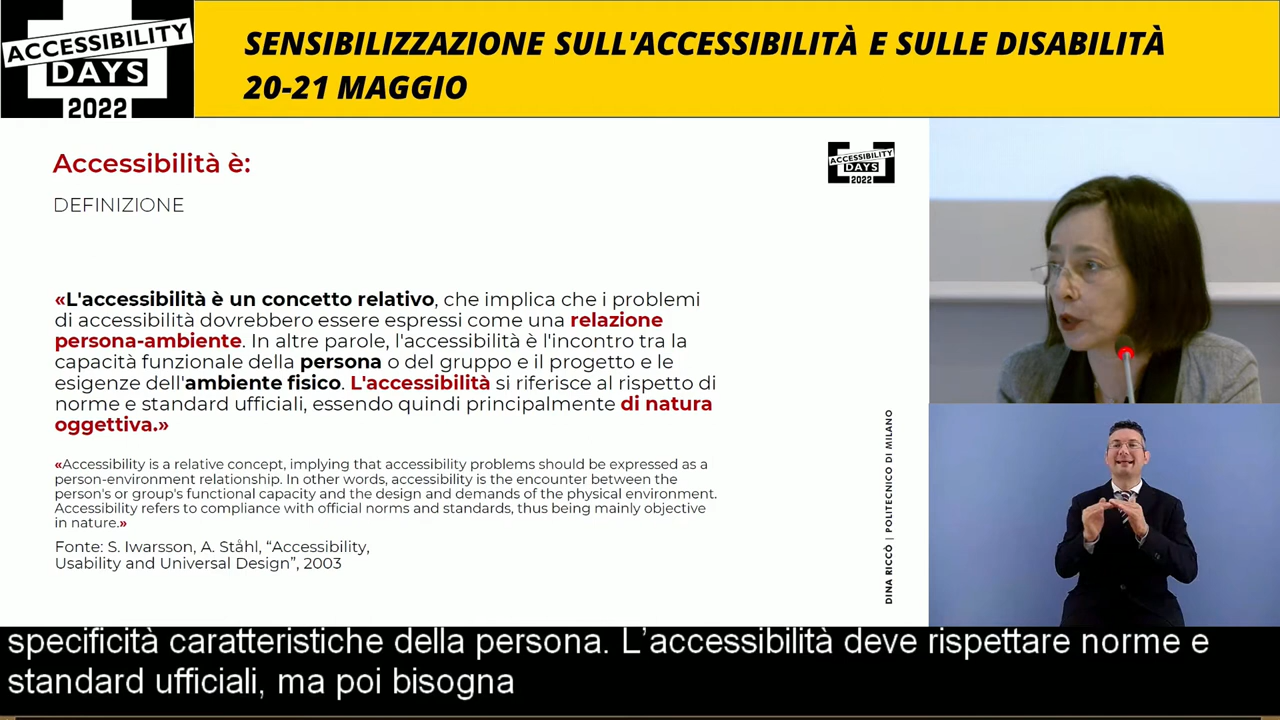 ACCESSIBILITY
DAYS
2022
SENSIBILIZZAZIONE SULL'ACCESSIBILITÀ E SULLE DISABILITÀ
20-21 MAGGIO
Accessibilità è:
DEFINIZIONE
ACCESSIBILITY
DAYS
2022
«L'accessibilità è un concetto relativo, che implica che i problemi
di accessibilità dovrebbero essere espressi come una relazione
persona-ambiente. In altre parole, l'accessibilità è l'incontro tra la
capacità funzionale della persona o del gruppo e il progetto e le
esigenze dell'ambiente fisico. L'accessibilità si riferisce al rispetto di
norme e standard ufficiali, essendo quindi principalmente di natura
oggettiva.»
«Accessibility is a relative concept, implying that accessibility problems should be expressed as a
person-environment relationship. In other words, accessibility is the encounter between the
person's or group's functional capacity and the design and demands of the physical environment.
Accessibility refers to compliance with official norms and standards, thus being mainly objective
in nature.»
Fonte: S. Iwarsson, A. Ståhl, “Accessibility,
Usability and Universal Design”, 2003
DINA RICCÒ | POLITECNICO DI MILANO
specificità caratteristiche della persona. L’accessibilità deve rispettare norme e
standard ufficiali, ma poi bisogna